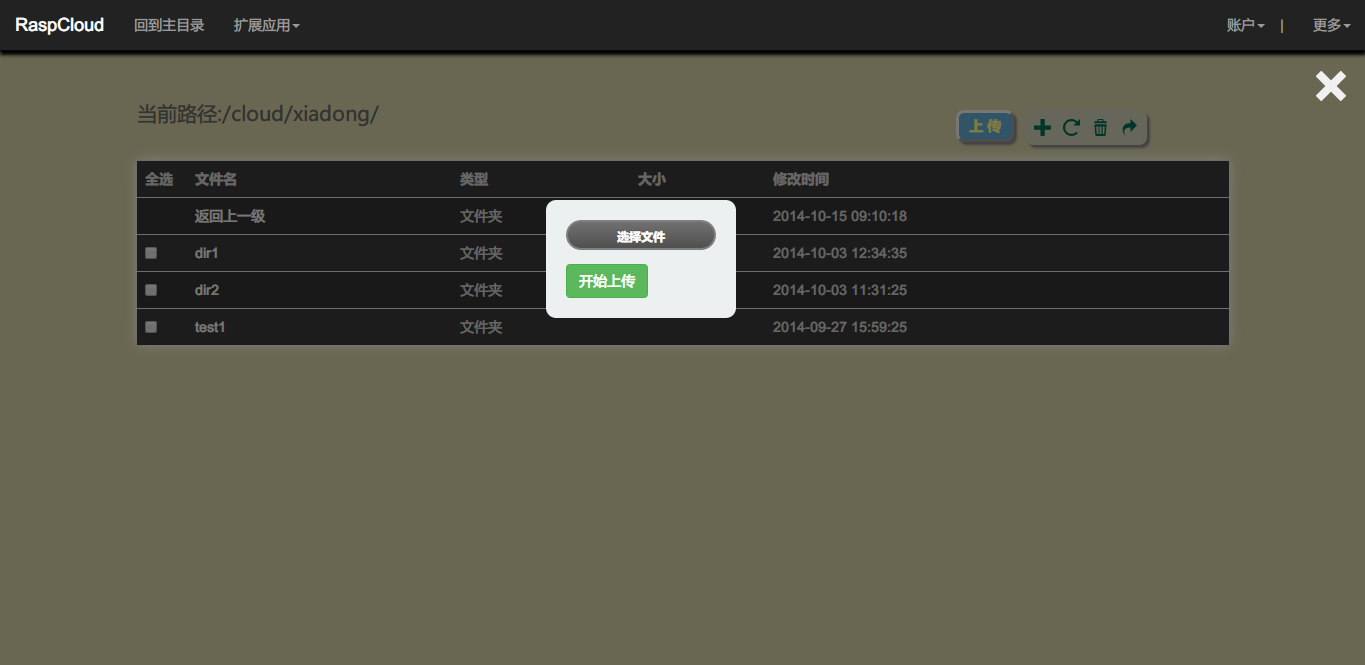 RaspCloud 回到主目录 扩展应用 账户 | 更多
当前路径:/cloud/xiadong/
上 传
全选 文件名 类型 大小 修改时间
返回上一级 文件夹 2014-10-15 09:10:18
选择文件
dir1 文件夹 2014-10-03 12:34:35
开始上传
dir2 文件夹 2014-10-03 11:31:25
test1 文件夹 2014-09-27 15:59:25